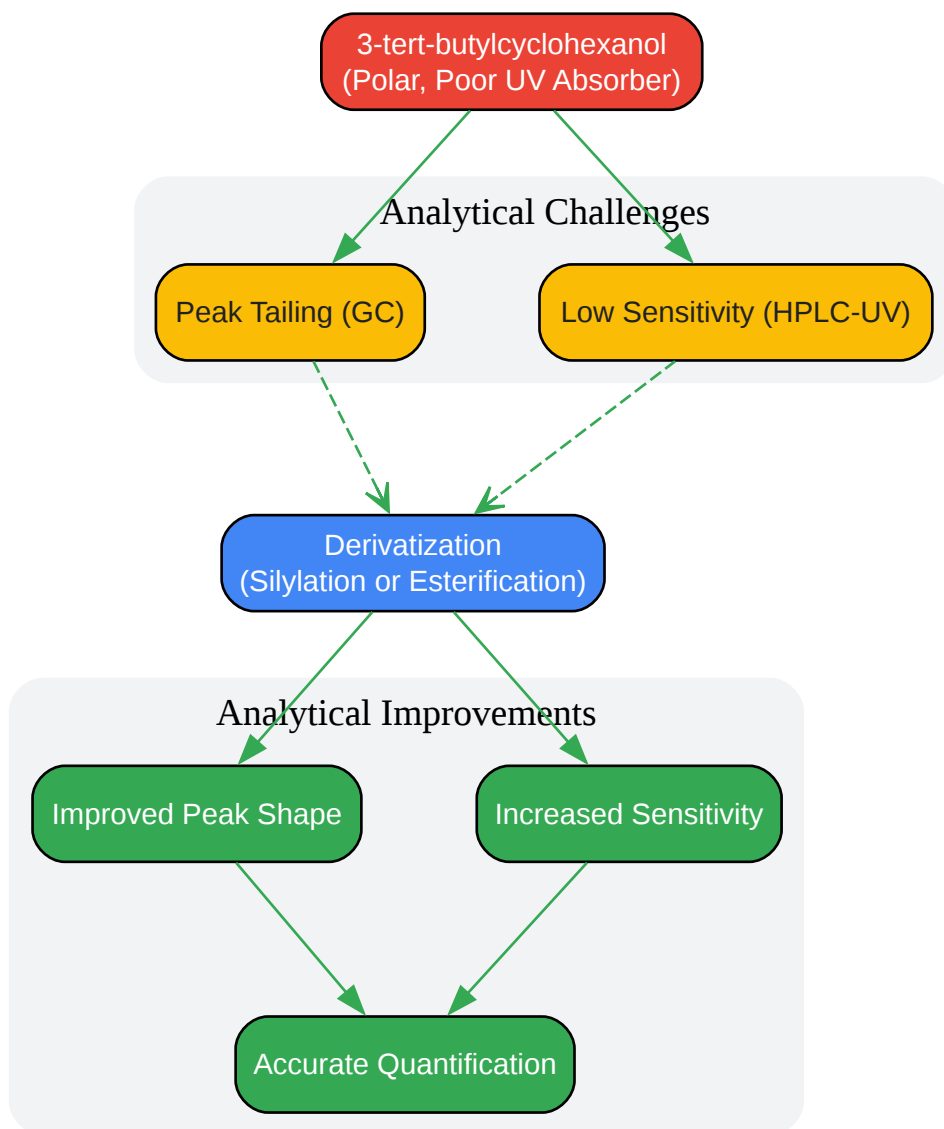 3-tert-butylcyclohexanol
(Polar, Poor UV Absorber)
Analytical Challenges
Peak Tailing (GC)
Low Sensitivity (HPLC-UV)
Derivatization
(Silylation or Esterification)
Analytical Improvements
Improved Peak Shape
Increased Sensitivity
Accurate Quantification